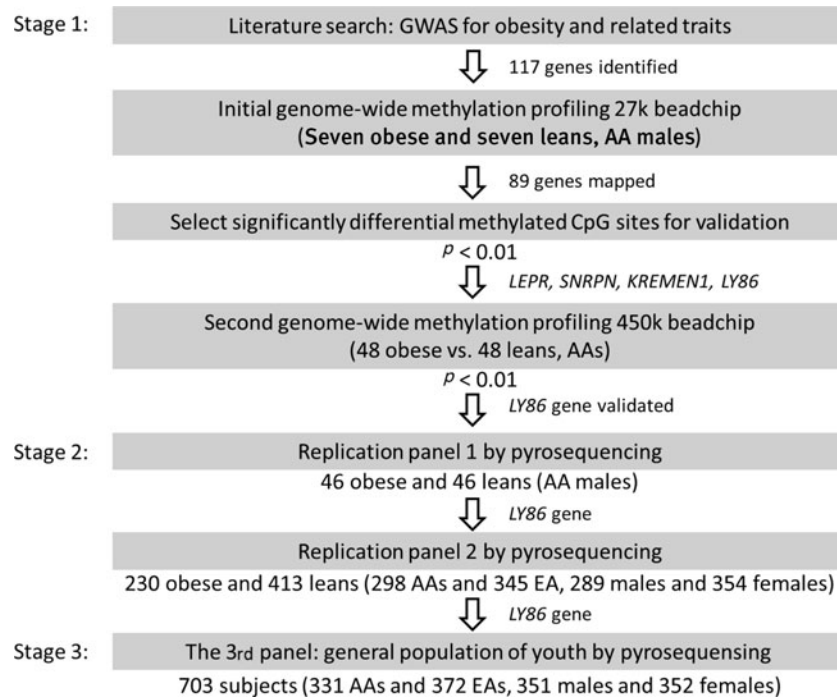 Stage 1: Literature search: GWAS for obesity and related traits
117 genes identified
Initial genome-wide methylation profiling 27k beadchip
(Seven obese and seven leans, AA males)
89 genes mapped
Select significantly differential methylated CpG sites for validation
p < 0.01
LEPR, SNRPN, KREMEN1, LY86
Second genome-wide methylation profiling 450k beadchip
(48 obese vs. 48 leans, AAs)
p < 0.01
LY86 gene validated
Stage 2: Replication panel 1 by pyrosequencing
46 obese and 46 leans (AA males)
LY86 gene
Replication panel 2 by pyrosequencing
230 obese and 413 leans (298 AAs and 345 EA, 289 males and 354 females)
LY86 gene
Stage 3: The 3rd panel: general population of youth by pyrosequensing
703 subjects (331 AAs and 372 EAs, 351 males and 352 females)